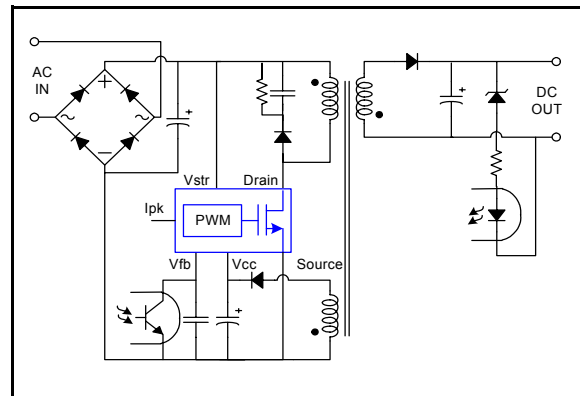 AC
IN
DC
OUT
Vstr
Drain
Ipk
PWM
Vfb
Vcc
Source